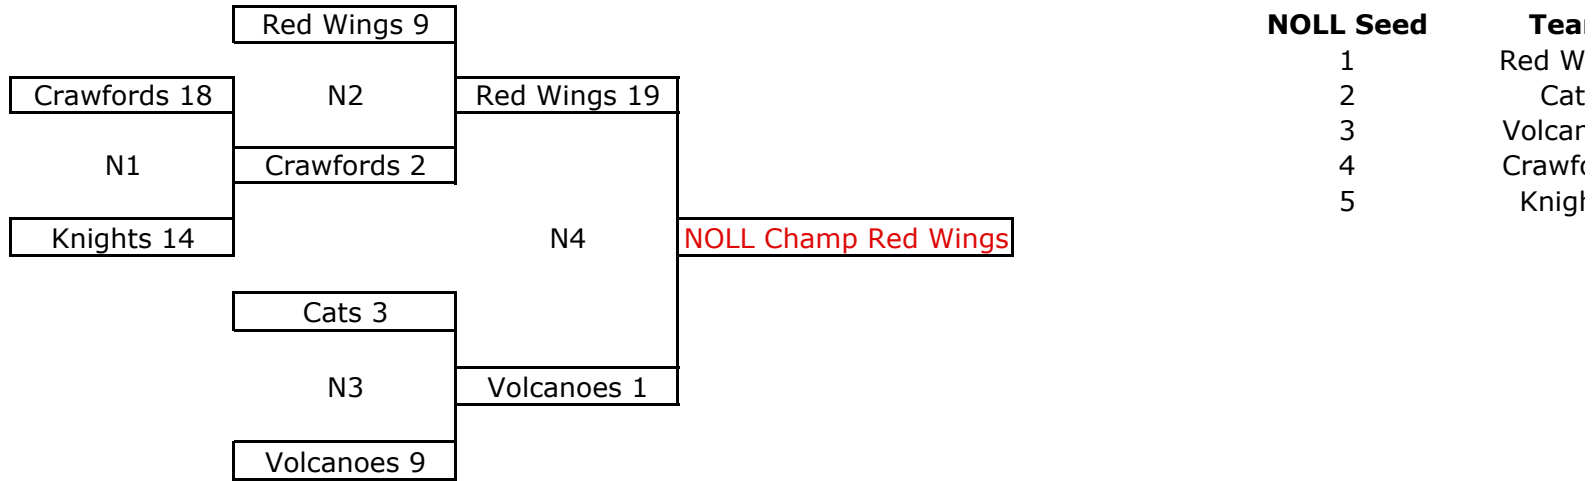 Red Wings 9
NOLL Seed
1
Crawfords 18
N2
Red Wings 19
2
3
N1
Crawfords 2
4
5
Knights 14
N4
NOLL Champ Red Wings
Cats 3
N3
Volcanoes 1
Volcanoes 9